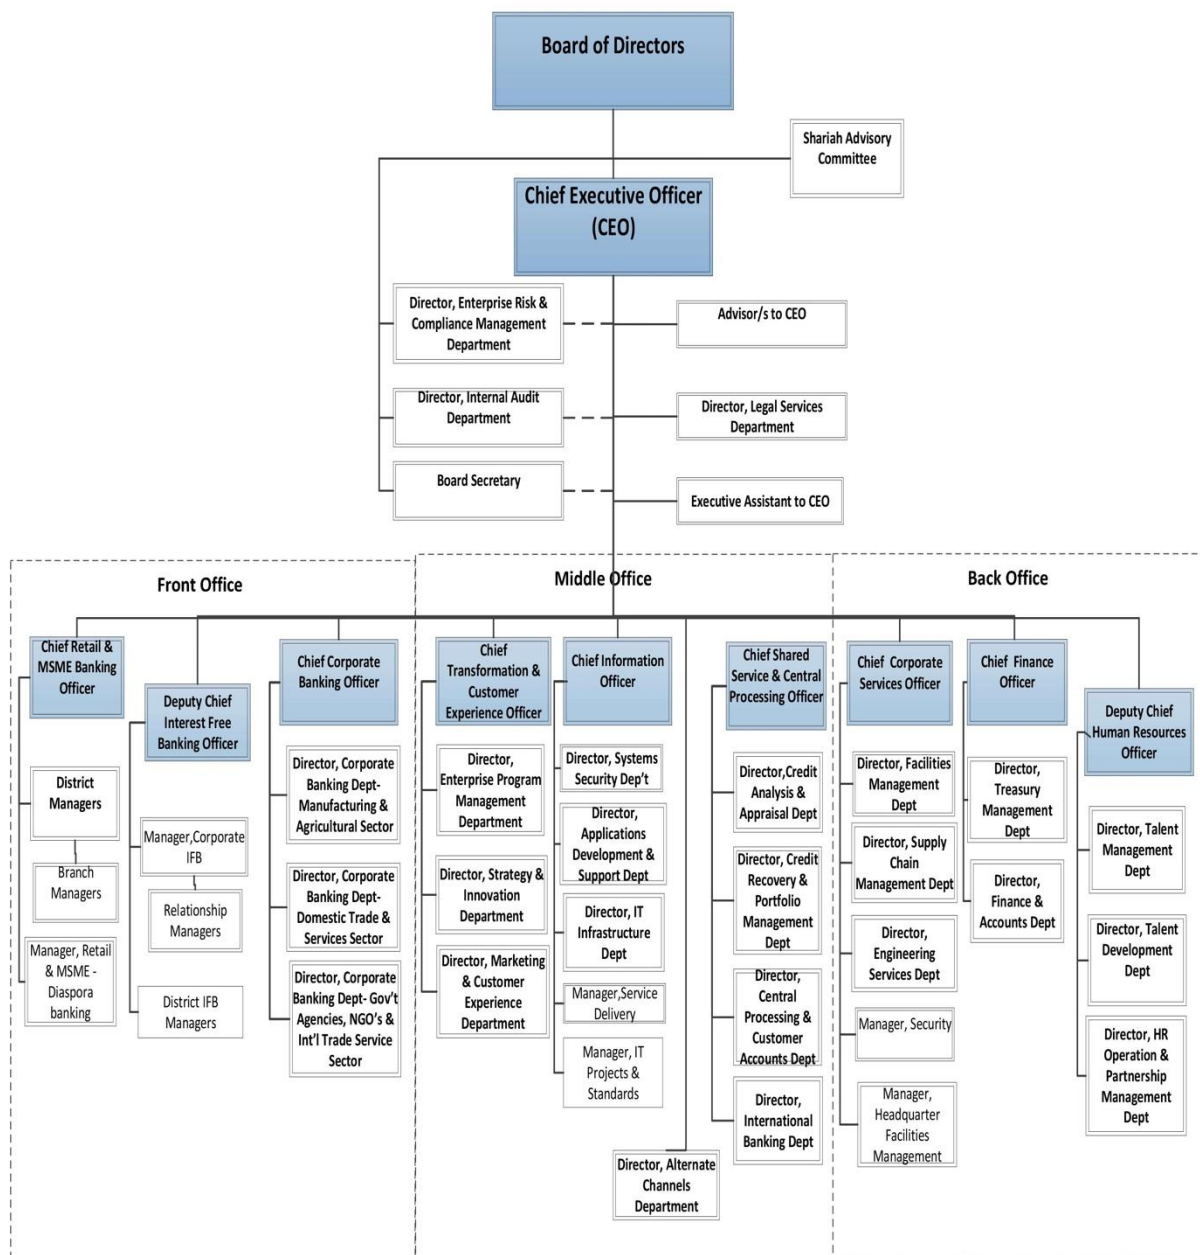 Board of Directors
Shariah Advisory
Committee
Chief Executive Officer
(CEO)
Director, Enterprise Risk &
Compliance Management
Department
Advisor/s to CEO
Director, Internal Audit
Department
Director, Legal Services
Department
Board Secretary
Executive Assistant to CEO
Front Office
Middle Office
Back Office
Chief Retail &
MSME Banking
Officer
District
Managers
Branch
Managers
Manager, Retail
& MSME -
Diaspora
banking
Deputy Chief
Interest Free
Banking Officer
Manager,Corporate
IFB
Relationship
Managers
District IFB
Managers
Chief Corporate
Banking Officer
Director, Corporate
Banking Dept-
Manufacturing &
Agricultural Sector
Director, Corporate
Banking Dept-
Domestic Trade &
Services Sector
Director, Corporate
Banking Dept- Gov't
Agencies, NGO's &
Int'l Trade Service
Sector
Chief
Transformation &
Customer
Experience Officer
Director,
Enterprise Program
Management
Department
Director, Strategy &
Innovation
Department
Director, Marketing
& Customer
Experience
Department
Chief Information
Officer
Director, Systems
Security Dep't
Director,
Applications
Development &
Support Dept
Director, IT
Infrastructure
Dept
Manager,Service
Delivery
Manager, IT
Projects &
Standards
Director, Alternate
Channels
Department
Chief Shared
Service & Central
Processing Officer
Director,Credit
Analysis &
Appraisal Dept
Director, Credit
Recovery &
Portfolio
Management
Dept
Director,
Central
Processing &
Customer
Accounts Dept
Director,
International
Banking Dept
Chief Corporate
Services Officer
Director, Facilities
Management
Dept
Director, Supply
Chain
Management Dept
Director,
Engineering
Services Dept
Manager, Security
Manager,
Headquarter
Facilities
Management
Chief Finance
Officer
Director,
Treasury
Management
Dept
Director,
Finance &
Accounts Dept
Deputy Chief
Human Resources
Officer
Director, Talent
Management
Dept
Director, Talent
Development
Dept
Director, HR
Operation &
Partnership
Management
Dept